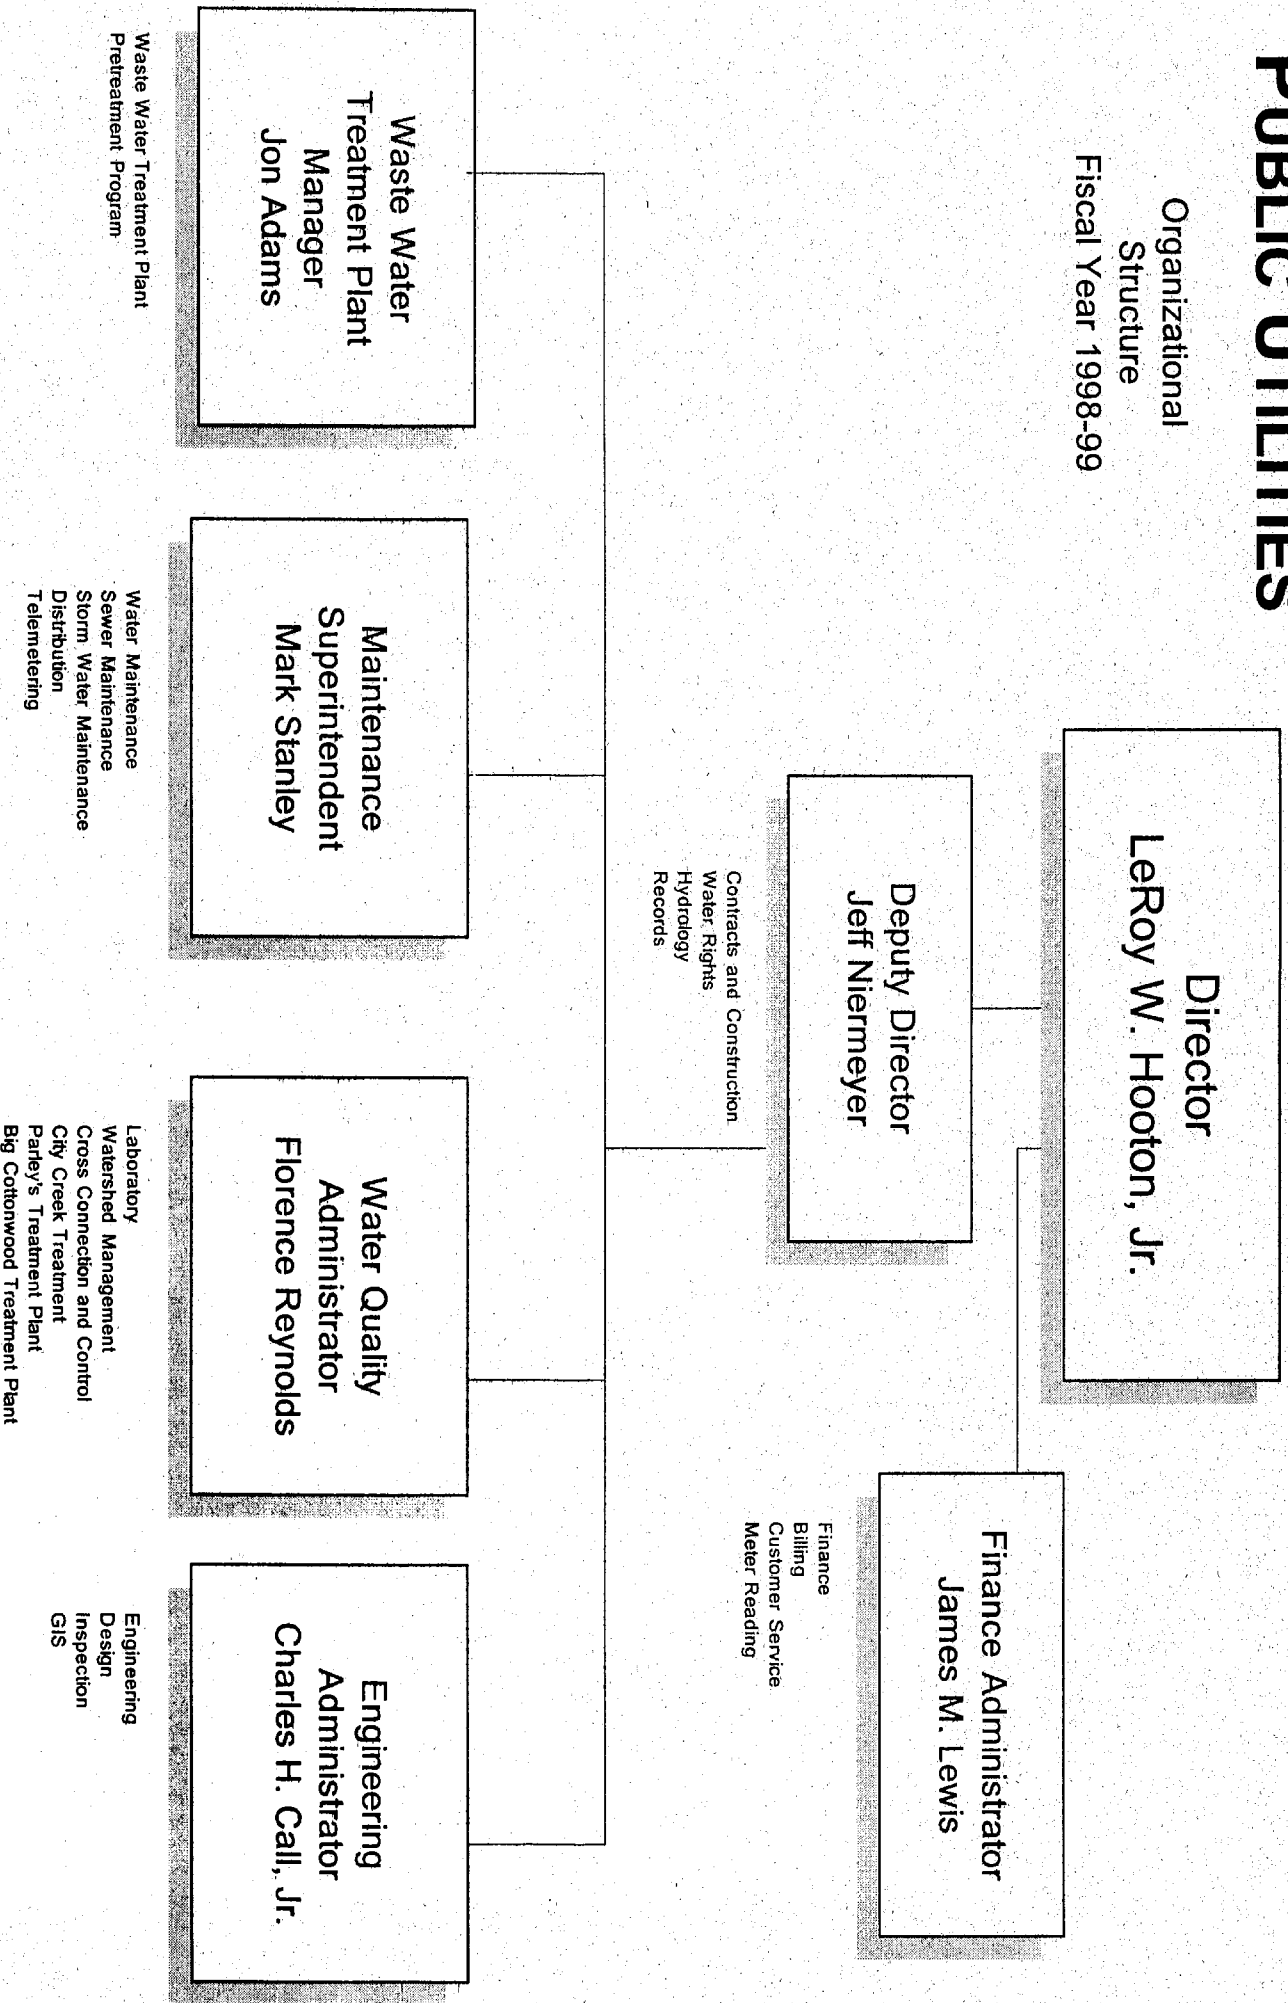 PUBLIC UTILITIES
Organizational
Structure
Fiscal Year 1998-99
Director
LeRoy W. Hooton, Jr.
Deputy Director
Jeff Niermeyer
Contracts and Construction
Water Rights
Hydrology
Records
Finance Administrator
James M. Lewis
Finance
Billing
Customer Service
Meter Reading
Waste Water
Treatment Plant
Manager
Jon Adams
Waste Water Treatment Plant
Pretreatment Program
Maintenance
Superintendent
Mark Stanley
Water Maintenance
Sewer Maintenance
Storm Water Maintenance
Distribution
Telemetering
Water Quality
Administrator
Florence Reynolds
Laboratory
Watershed Management
Cross Connection and Control
City Creek Treatment
Parley's Treatment Plant
Big Cottonwood Treatment Plant
Engineering
Administrator
Charles H. Call, Jr.
Engineering
Design
Inspection
GIS